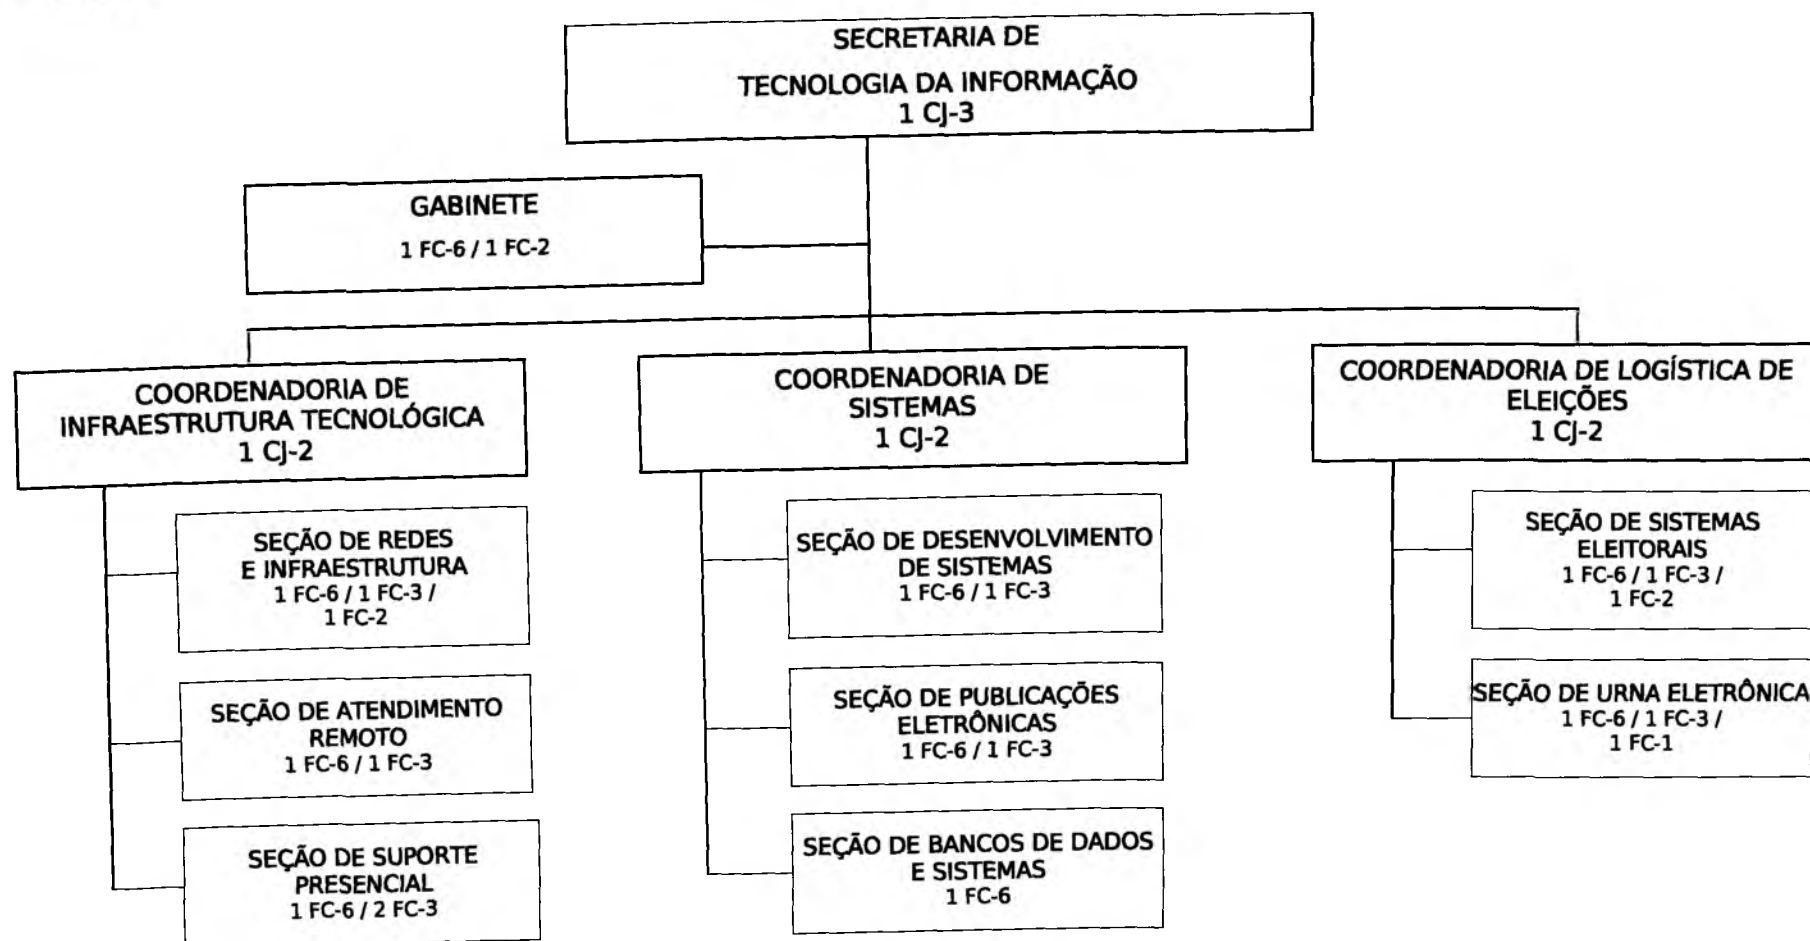 SECRETARIA DE
TECNOLOGIA DA INFORMAÇÃO
1 CJ-3
GABINETE
1 FC-6 / 1 FC-2
COORDENADORIA DE
INFRAESTRUTURA TECNOLÓGICA
1 CJ-2
SEÇÃO DE REDES
E INFRAESTRUTURA
1 FC-6 / 1 FC-3 /
1 FC-2
SEÇÃO DE ATENDIMENTO
REMOTO
1 FC-6 / 1 FC-3
SEÇÃO DE SUPORTE
PRESENCIAL
1 FC-6 / 2 FC-3
COORDENADORIA DE
SISTEMAS
1 CJ-2
SEÇÃO DE DESENVOLVIMENTO
DE SISTEMAS
1 FC-6 / 1 FC-3
SEÇÃO DE PUBLICAÇÕES
ELETRÔNICAS
1 FC-6 / 1 FC-3
SEÇÃO DE BANCOS DE DADOS
E SISTEMAS
1 FC-6
COORDENADORIA DE LOGÍSTICA DE
ELEIÇÕES
1 CJ-2
SEÇÃO DE SISTEMAS
ELEITORAIS
1 FC-6 / 1 FC-3 /
1 FC-2
SEÇÃO DE URNA ELETRÔNICA
1 FC-6 / 1 FC-3 /
1 FC-1